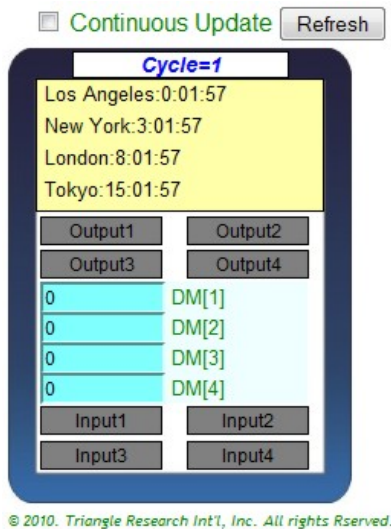 Continuous Update Refresh
Cycle=1
Los Angeles:0:01:57
New York:3:01:57
London:8:01:57
Tokyo:15:01:57
Output1 Output2
Output3 Output4
0 DM[1]
0 DM[2]
0 DM[3]
0 DM[4]
Input1 Input2
Input3 Input4
© 2010. Triangle Research Int'l, Inc. All rights Rserved